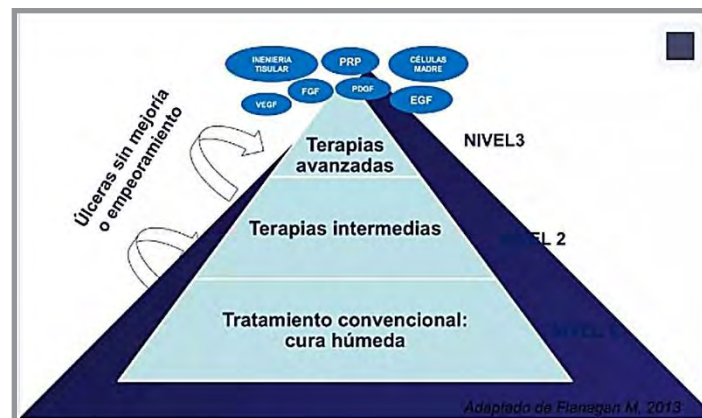 INENIERIA
TISULAR
PRP
CÉLULAS
MADRE
VEGF
FGF
PDGF
EGF
Úlceras sin mejoría
o empeoramiento
Terapias
avanzadas
NIVEL3
Terapias intermedias
NIVEL 2
Tratamiento convencional:
cura húmeda
NIVEL
Adaptado de Flanagan M, 2013